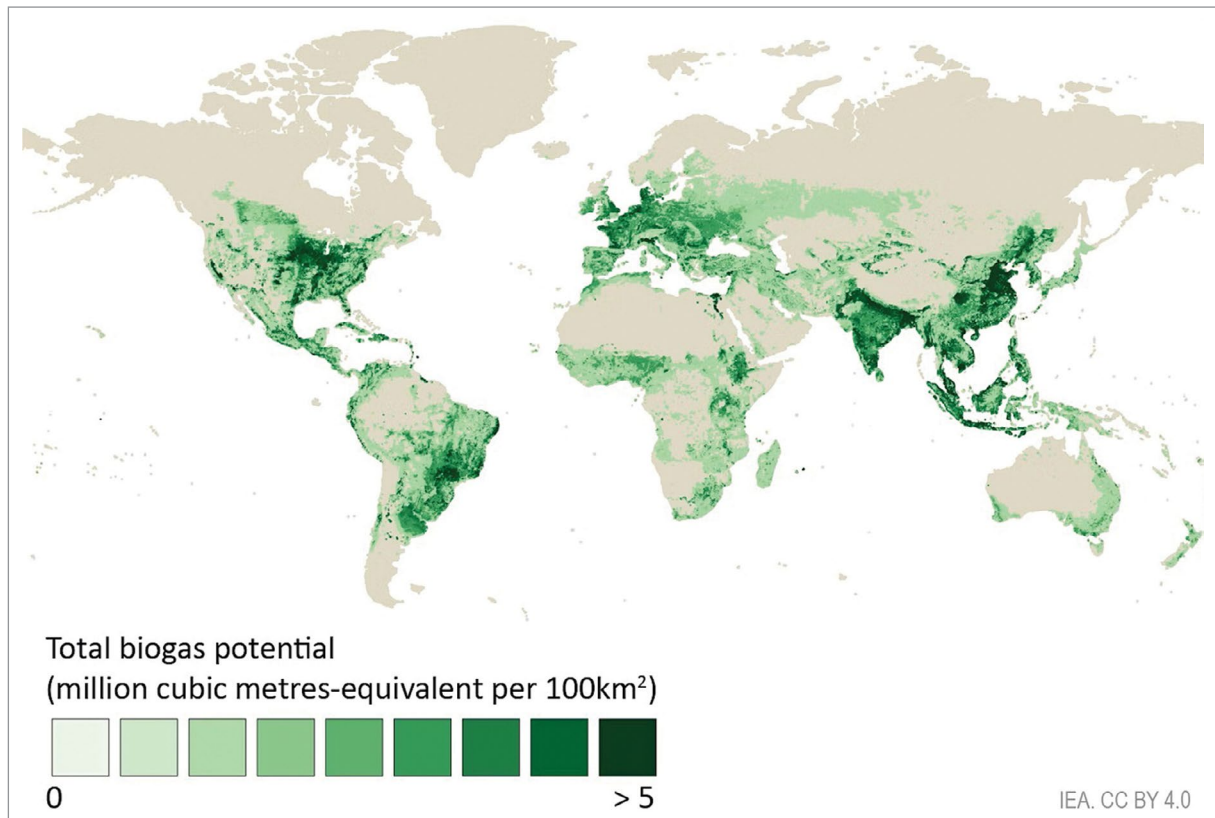 Total biogas potential
(million cubic metres-equivalent per 100km²)
0
> 5
IEA. CC BY 4.0